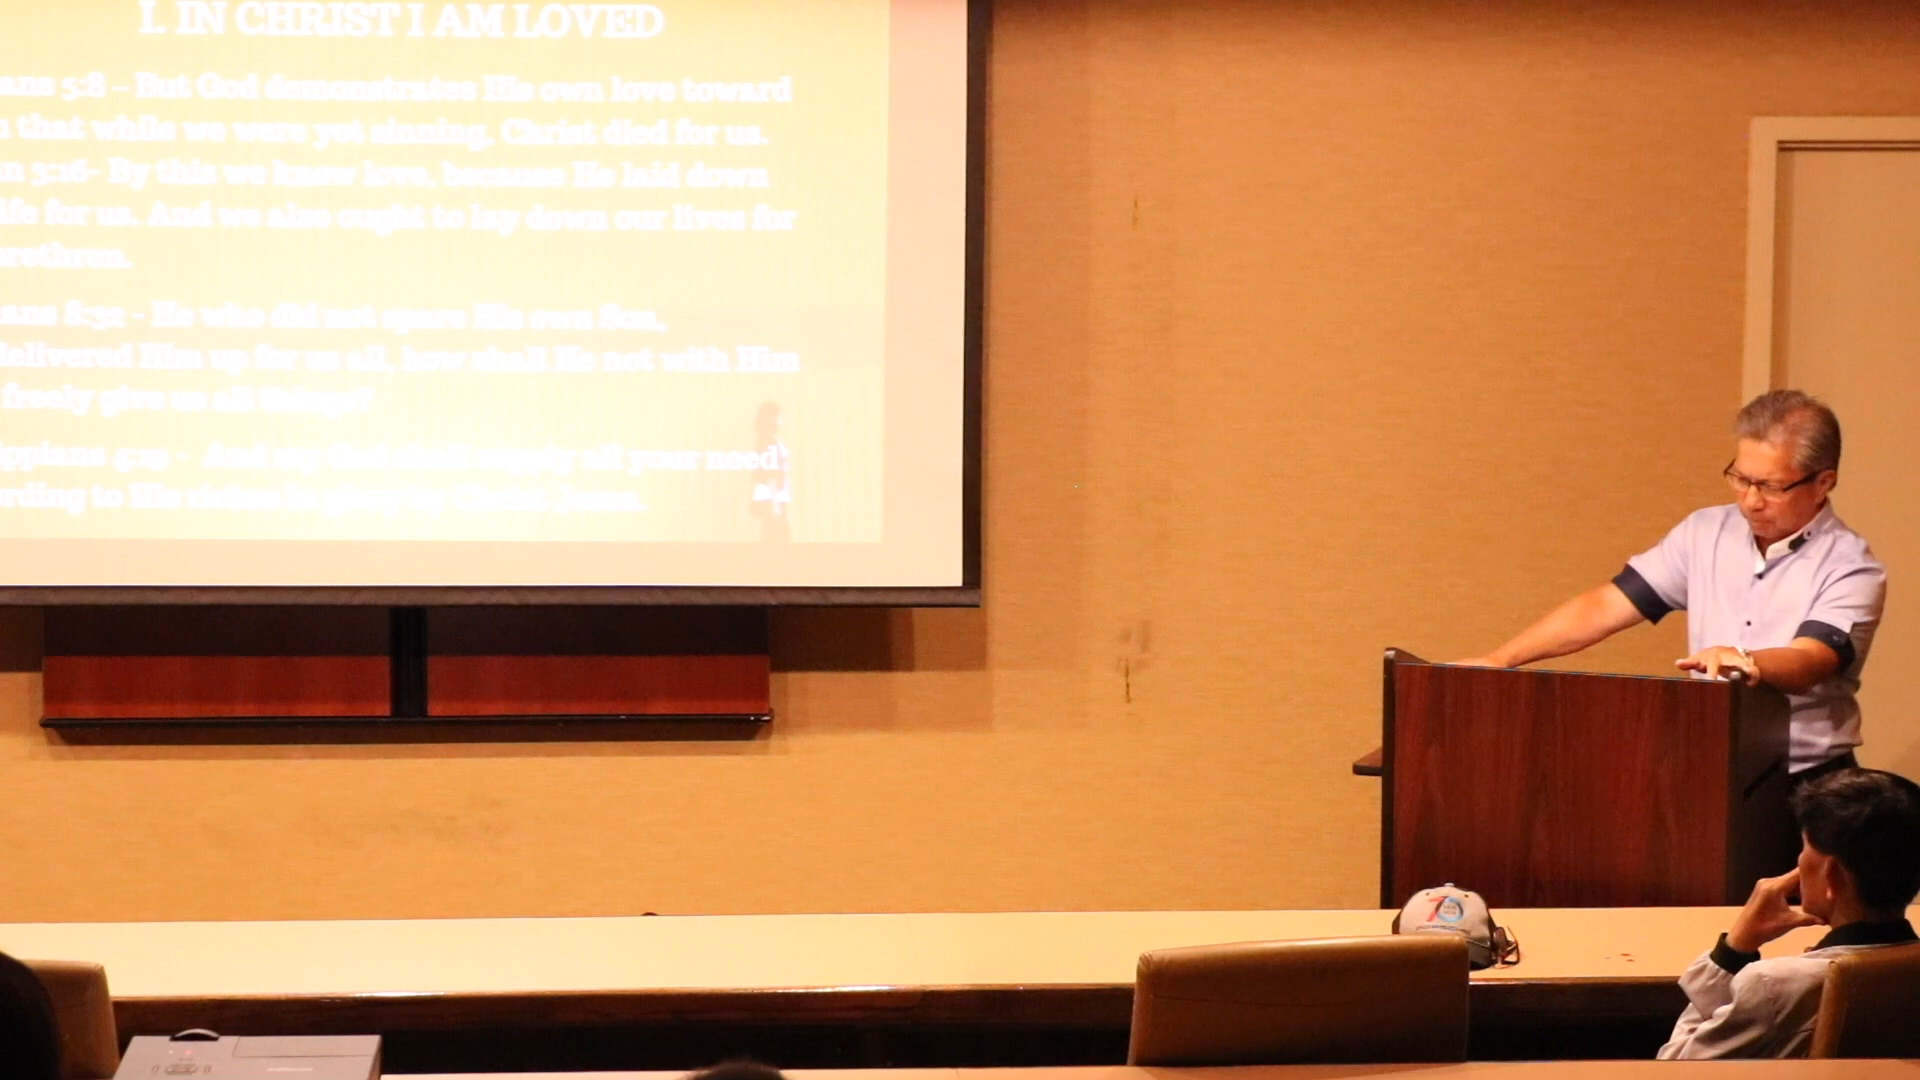 I. IN CHRIST I AM LOVED
ans 5:8 – But God demonstrates His own love toward
that while we were yet sinning, Christ died for us.
n 3:16- By this we know love, because He laid down
ife for us. And we also ought to lay down our lives for
rethren.
ans 8:32 - He who did not spare His own Son,
delivered Him up for us all, how shall He not with Him
freely give us all things?
ppians 4:19 - And my God shall supply all your need
rding to His riches in glory by Christ Jesus.